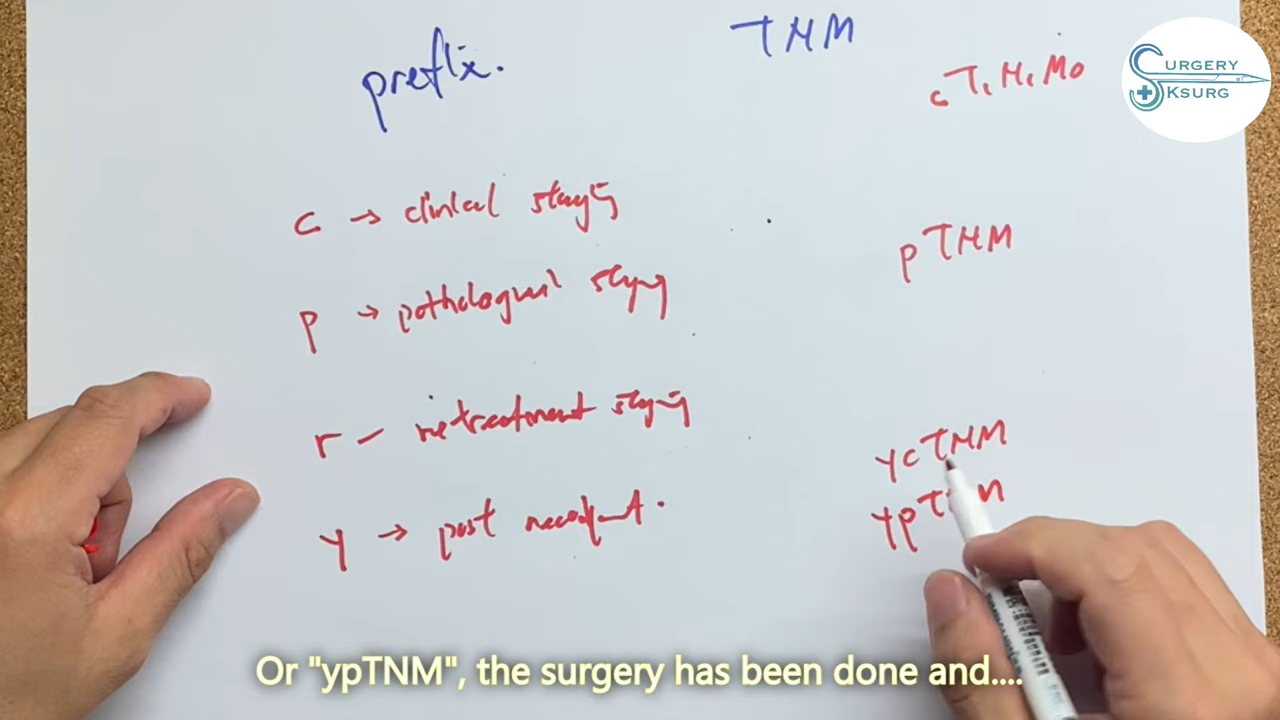 prefix.
TNM
cT1N1M0
SURGERY
SKSURG
c → clinical staging
pTNM
p → pathological staging
r – retreatment staging
ycTNM
y → post neoadjuvant.
ypTNM
Or "ypTNM", the surgery has been done and....